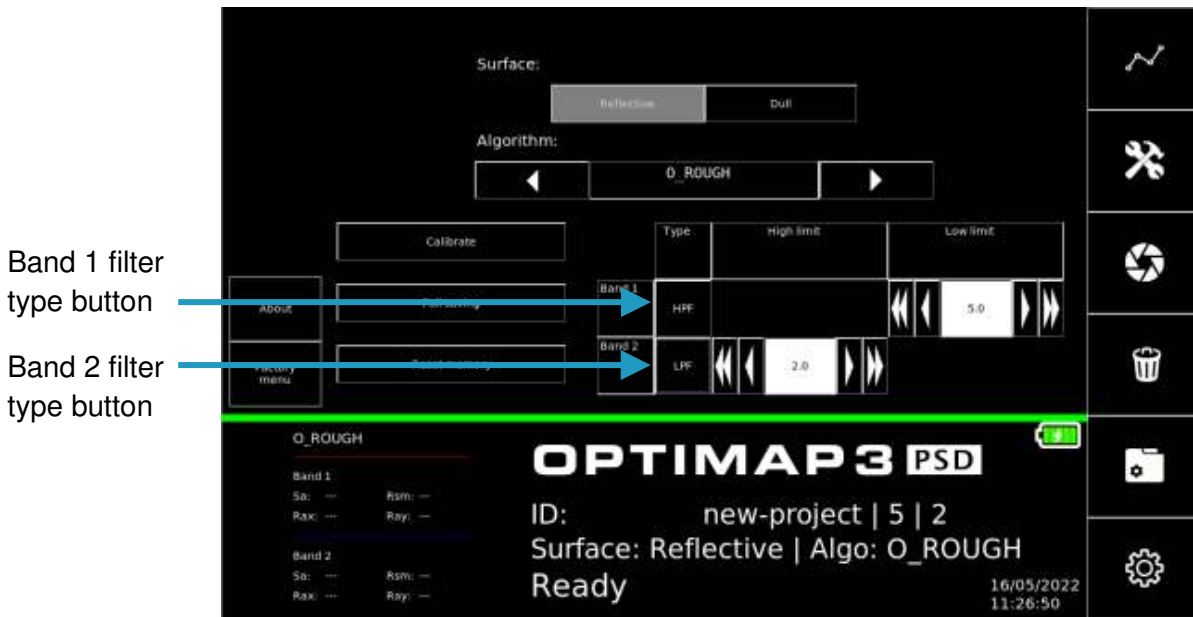 Surface:
Reflective
Dull
Algorithm:
O_ROUGH
Band 1 filter
type button
Band 2 filter
type button
Calibrate
About
menu
Type
High limit
Low limit
Band 1
HPF
5.0
Band 2
LPF
2.0
O_ROUGH
Band 1
Sa: ---
Rsm: ---
Rax: ---
Ray: ---
Band 2
Sa: ---
Rsm: ---
Rax: ---
Ray: ---
OPTIMAP3 PSD
ID: new-project | 5 | 2
Surface: Reflective | Algo: O_ROUGH
Ready
16/05/2022
11:26:50